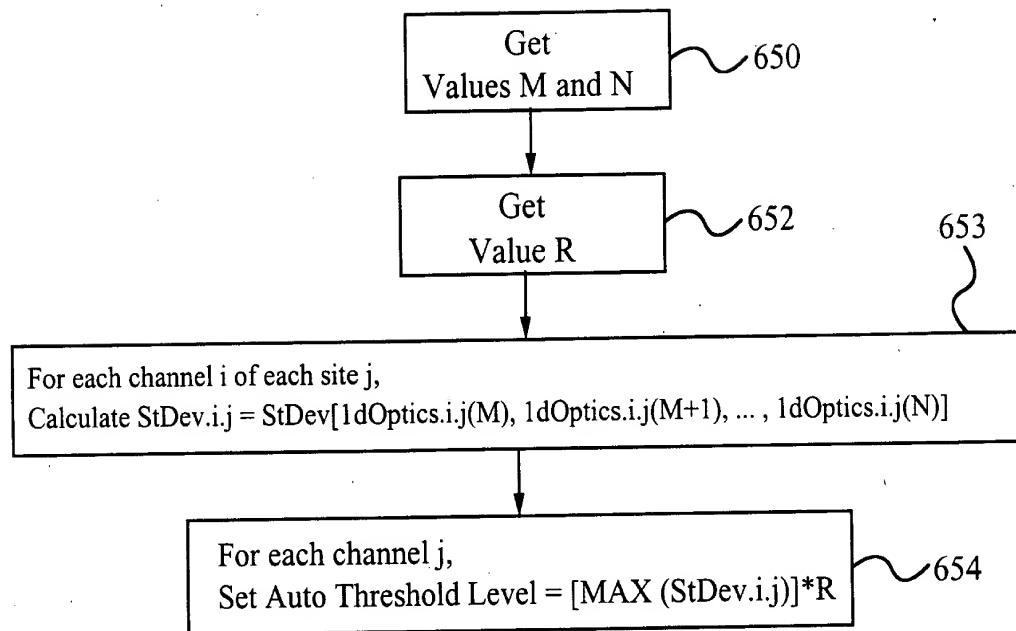 Get
Values M and N
650
Get
Value R
652
653
For each channel i of each site j,
Calculate StDev.i.j = StDev[1dOptics.i.j(M), 1dOptics.i.j(M+1), ... , 1dOptics.i.j(N)]
For each channel j,
Set Auto Threshold Level = [MAX (StDev.i.j)]*R
654